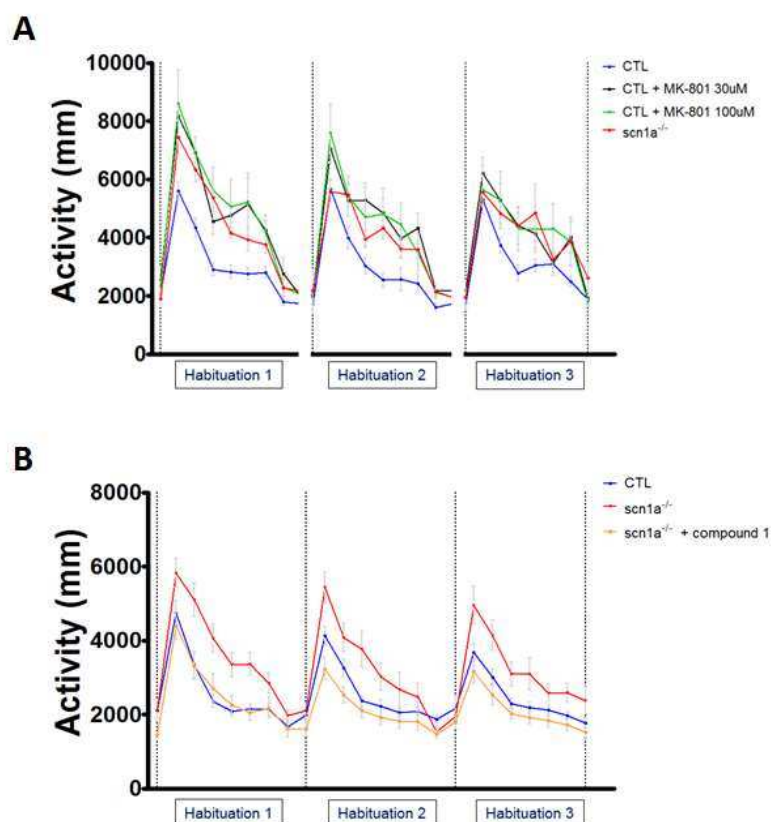 A
10000
8000
6000
4000
2000
0
Activity (mm)
CTL
CTL + MK-801 30uM
CTL + MK-801 100uM
scn1a-/-
Habituation 1
Habituation 2
Habituation 3
B
8000
6000
4000
2000
0
Activity (mm)
CTL
scn1a-/-
scn1a-/- + compound 1
Habituation 1
Habituation 2
Habituation 3